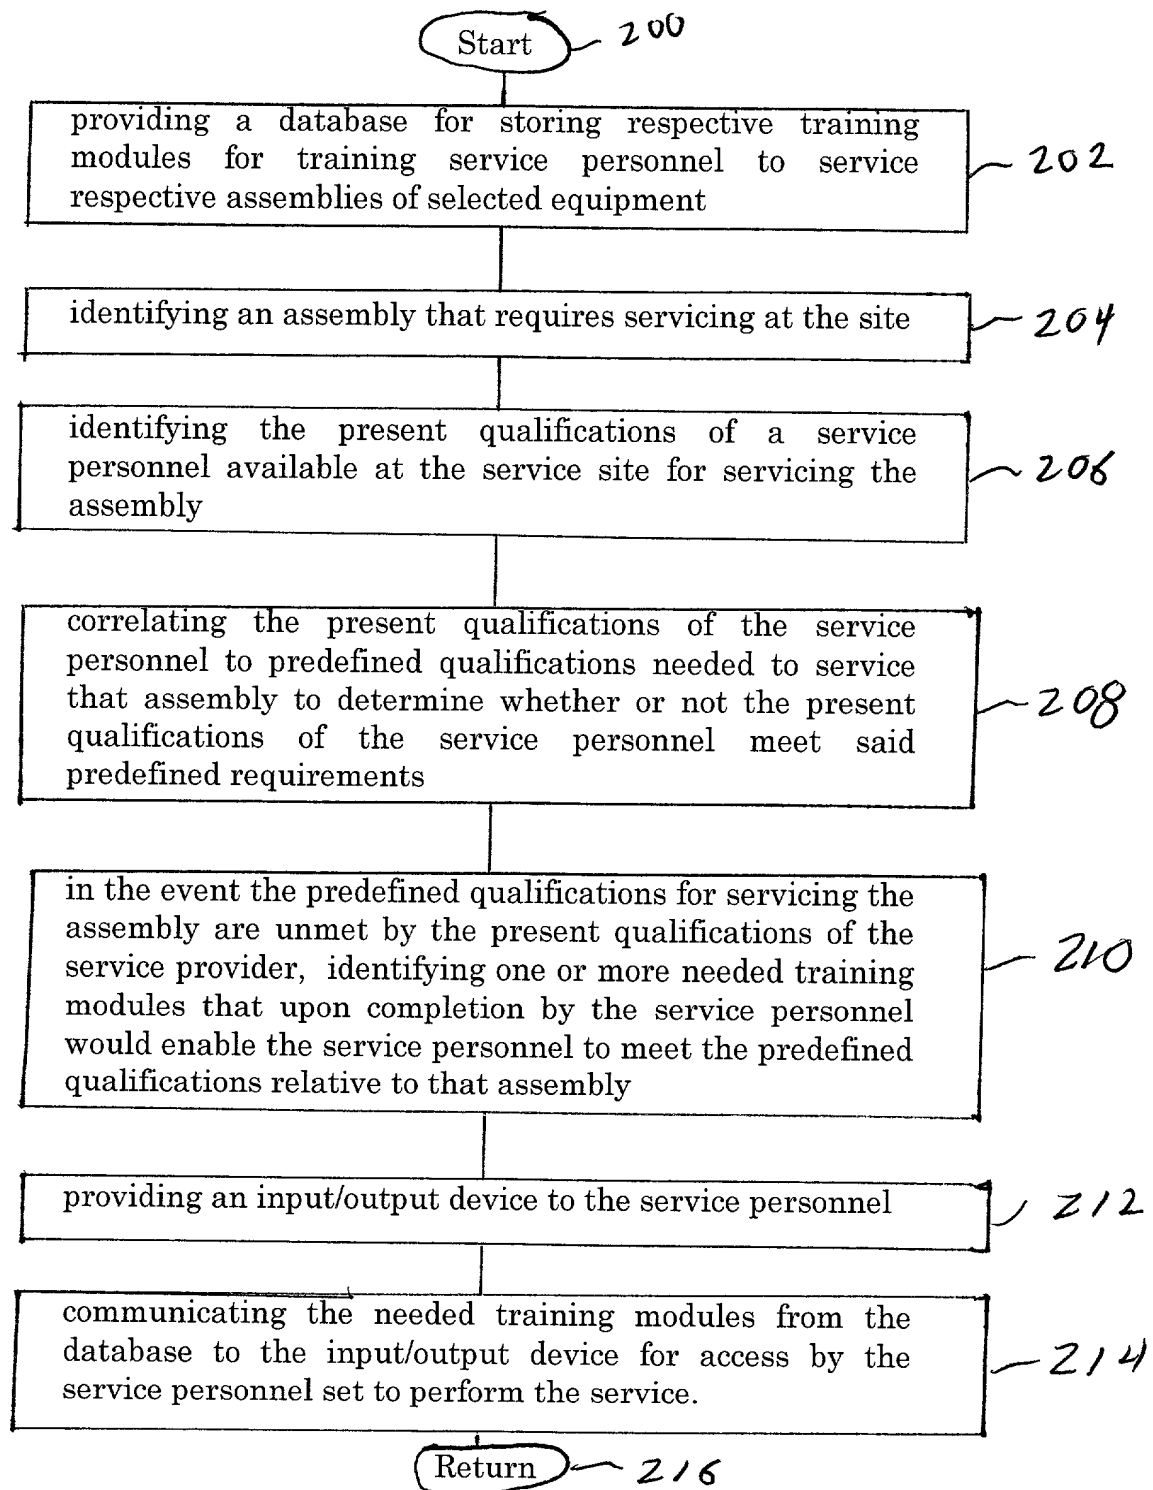 Start 200
providing a database for storing respective training
modules for training service personnel to service
respective assemblies of selected equipment
202
identifying an assembly that requires servicing at the site
204
identifying the present qualifications of a service
personnel available at the service site for servicing the
assembly
206
correlating the present qualifications of the service
personnel to predefined qualifications needed to service
that assembly to determine whether or not the present
qualifications of the service personnel meet said
predefined requirements
208
in the event the predefined qualifications for servicing the
assembly are unmet by the present qualifications of the
service provider, identifying one or more needed training
modules that upon completion by the service personnel
would enable the service personnel to meet the predefined
qualifications relative to that assembly
210
providing an input/output device to the service personnel
212
communicating the needed training modules from the
database to the input/output device for access by the
service personnel set to perform the service.
214
Return 216